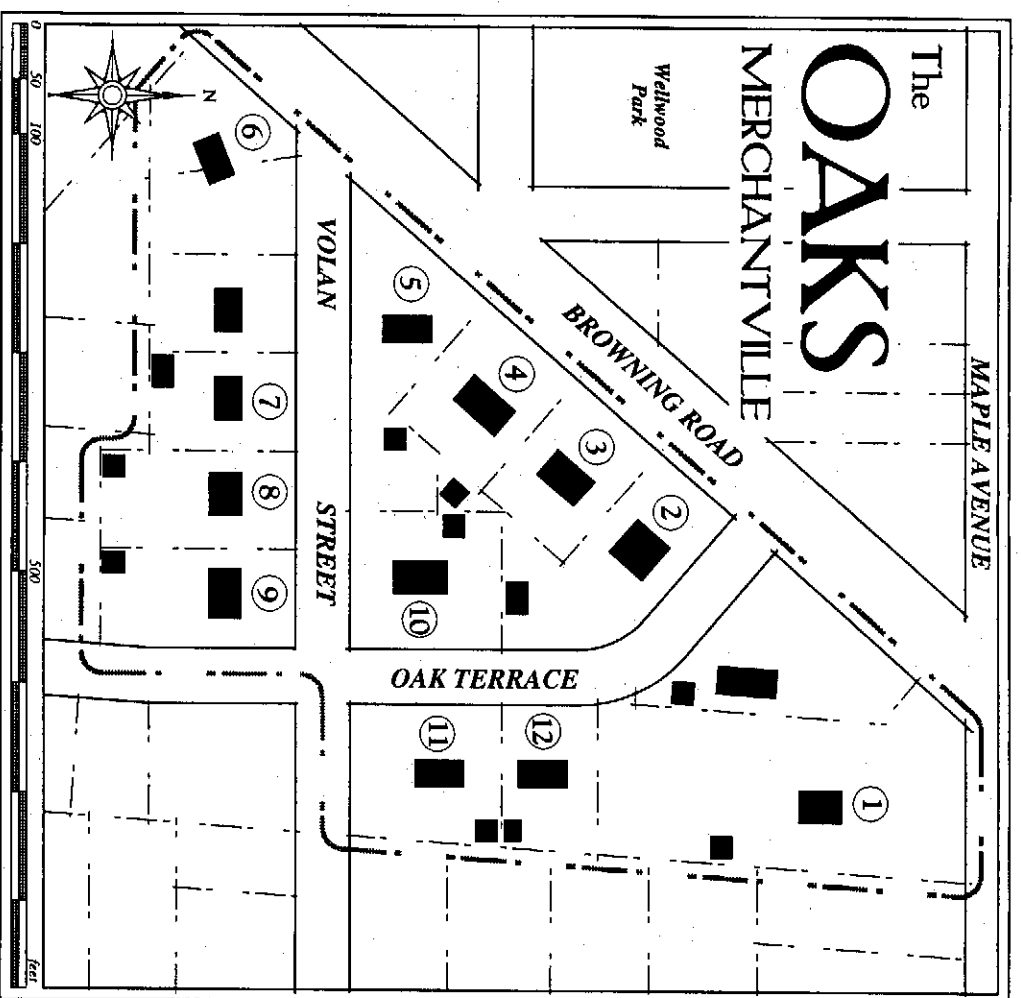 The
OAKS
MERCHANTVILLE
Wellwood
Park
MAPLE AVENUE
BROWNING ROAD
VOLAN STREET
OAK TERRACE
1
2
3
4
5
6
7
8
9
10
11
12
N
0
50
100
500
feet